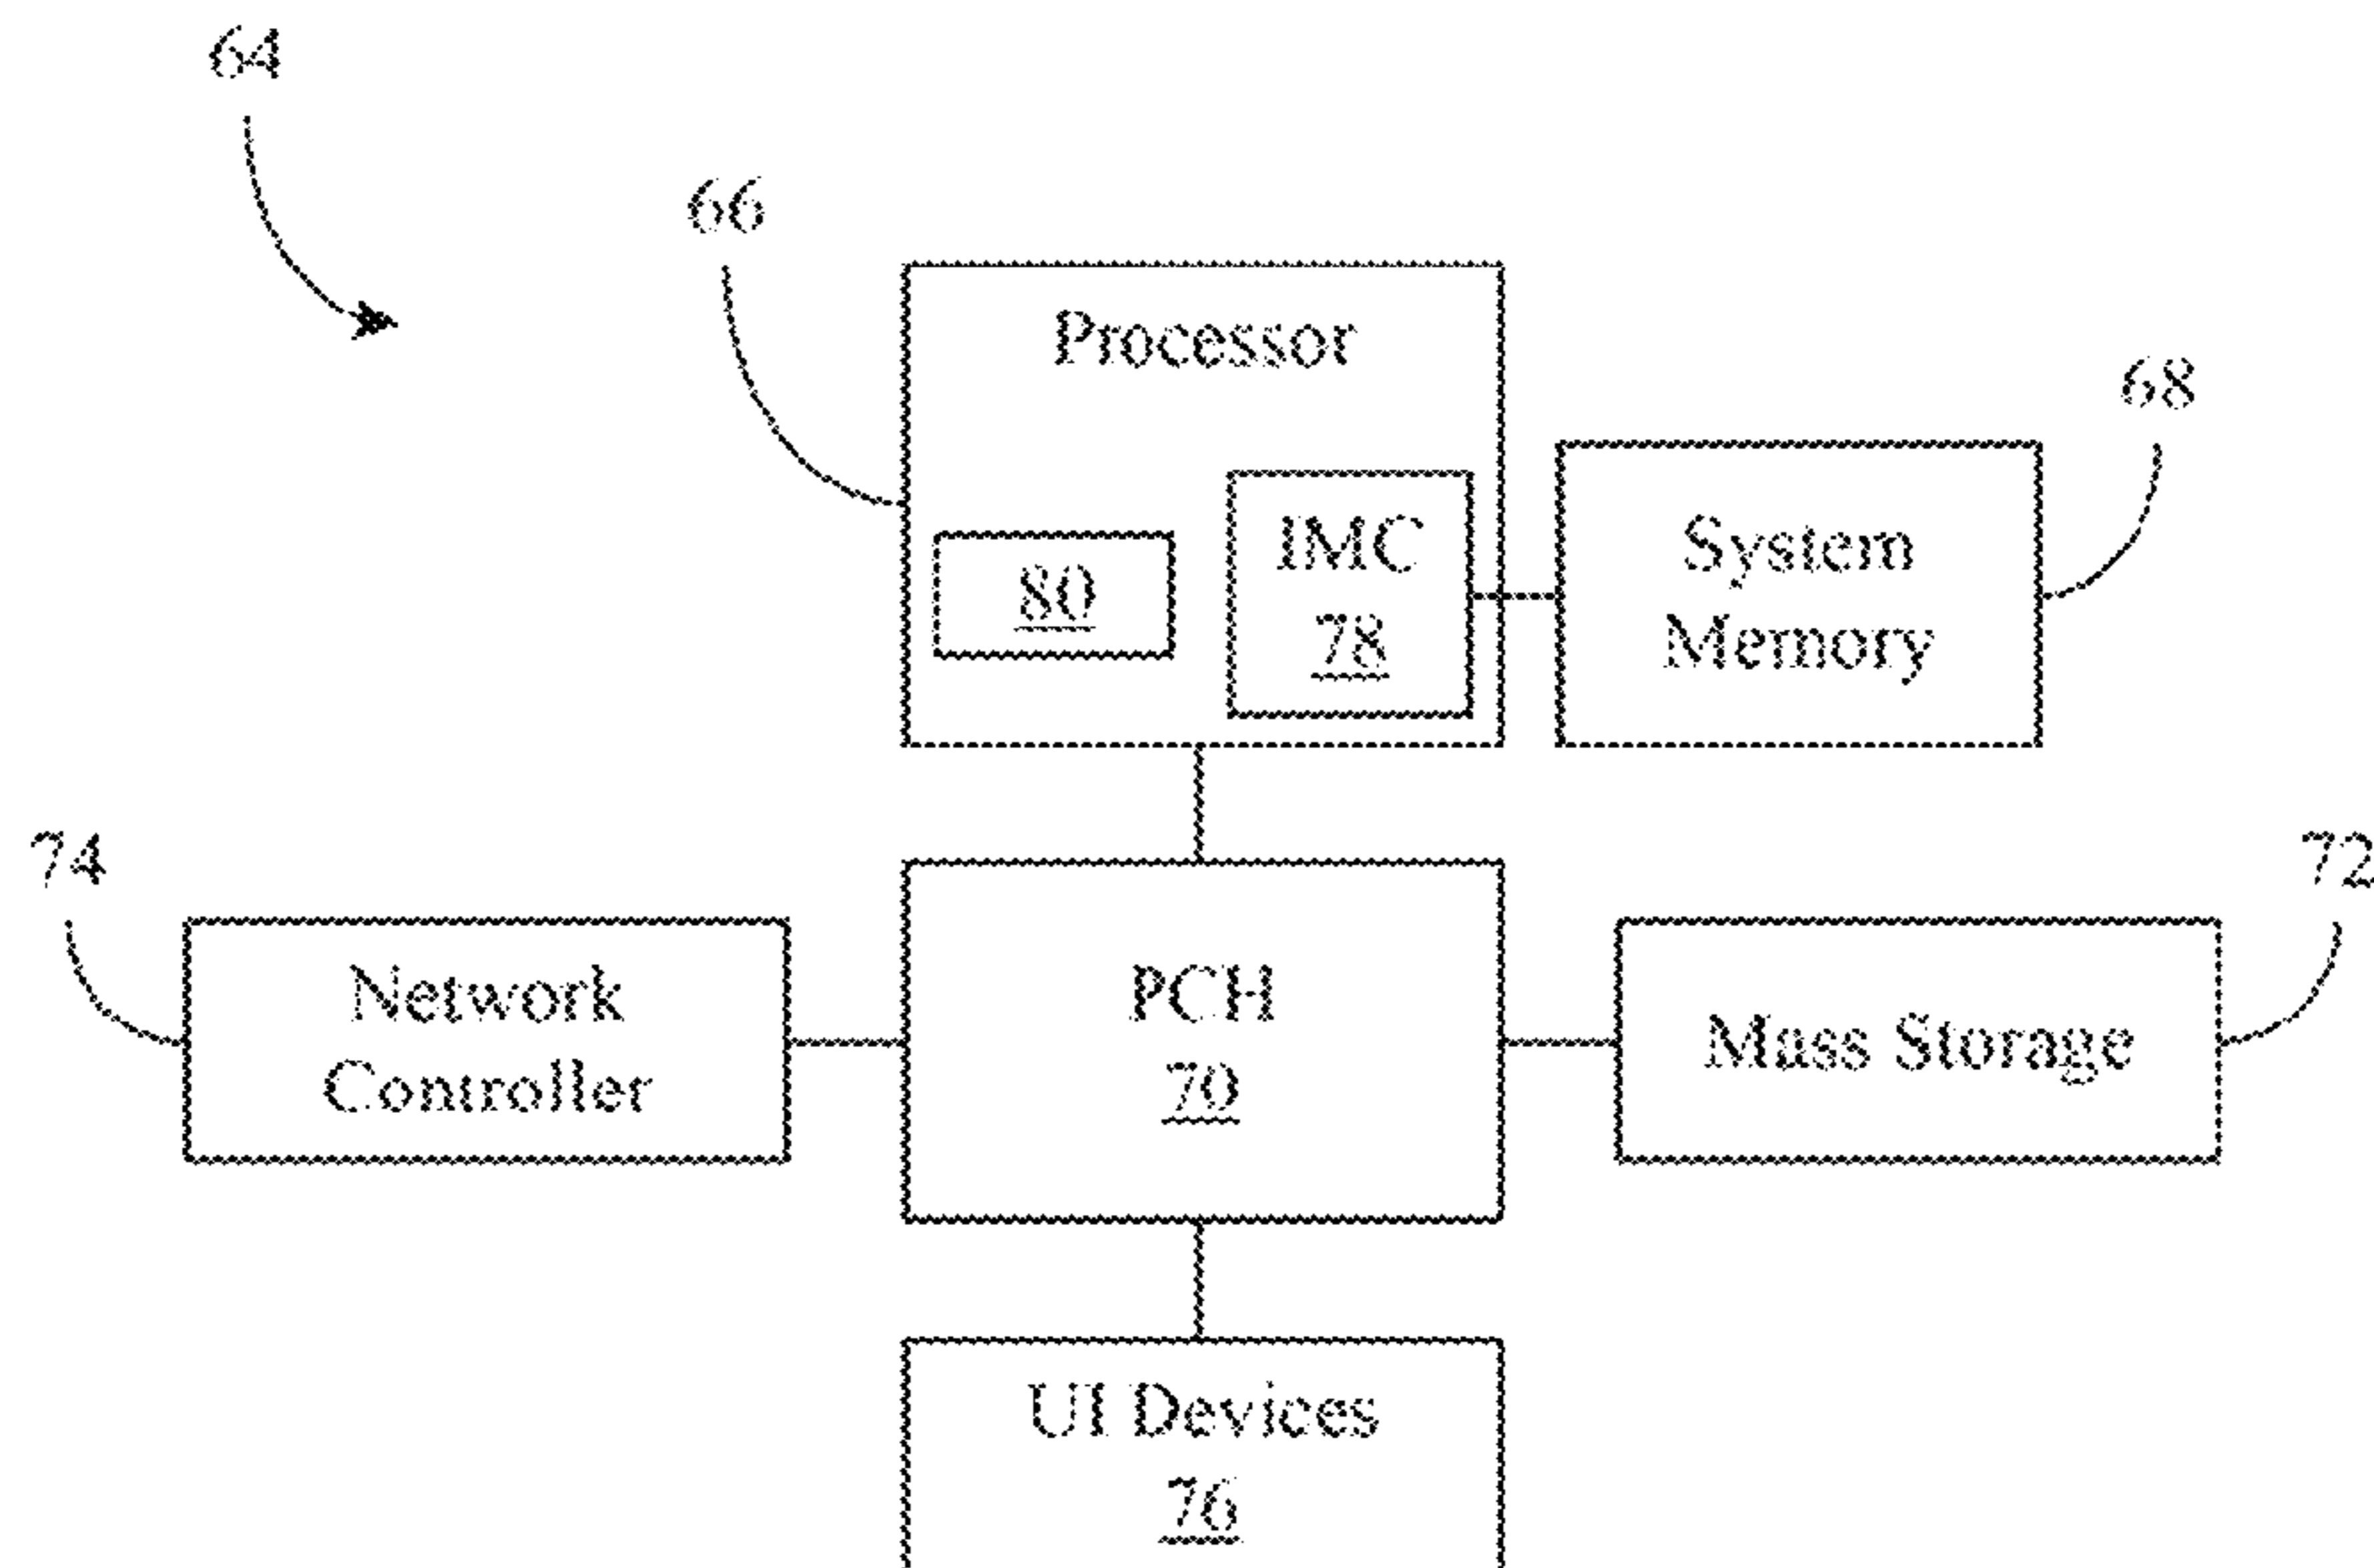 64
66
Processor
68
IMC
78
80
System
Memory
74
72
Network
Controller
PCH
70
Mass Storage
UI Devices
76